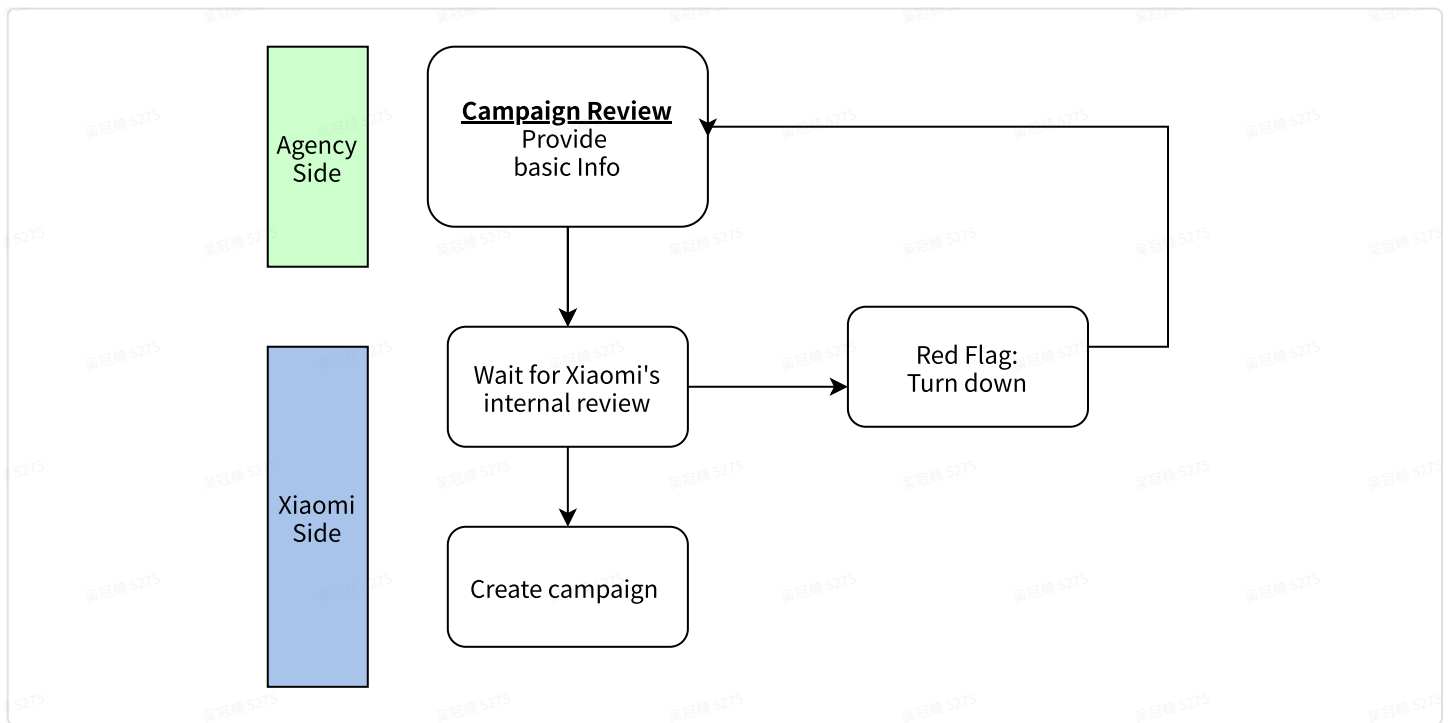 Agency
Side
Campaign Review
Provide
basic Info
Wait for Xiaomi's
internal review
Red Flag:
Turn down
Xiaomi
Side
Create campaign